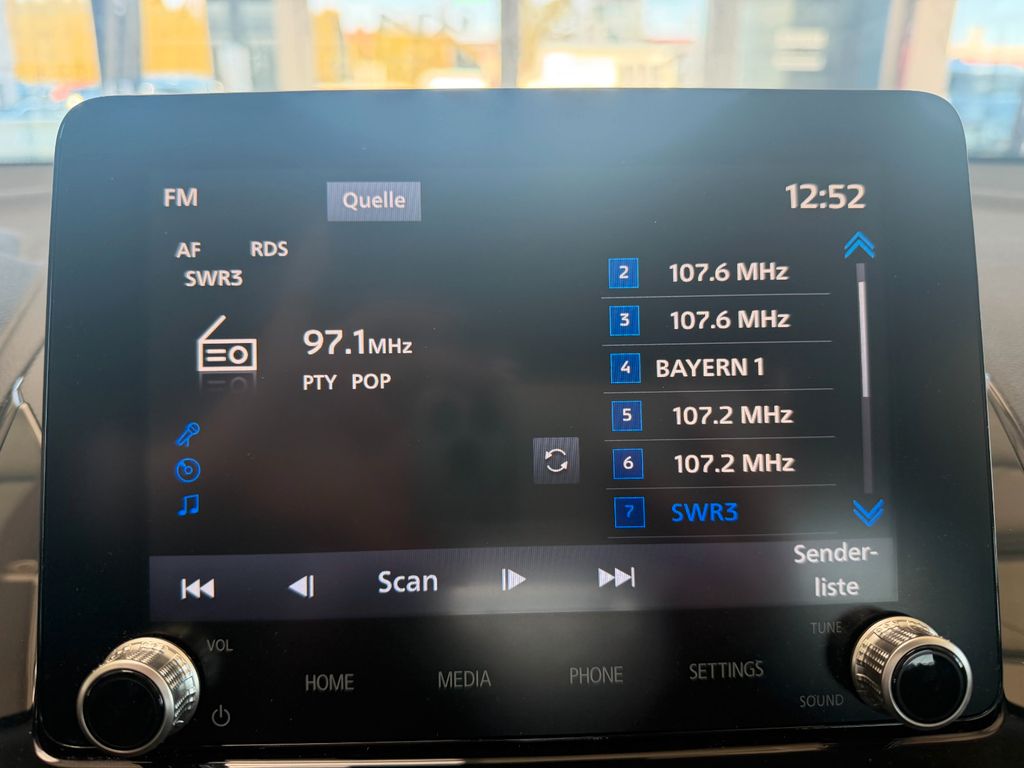 FM
Quelle
12:52
AF RDS
SWR3
97.1MHz
PTY POP
2 107.6 MHz
3 107.6 MHz
4 BAYERN 1
5 107.2 MHz
6 107.2 MHz
7 SWR3
Scan
Sender-
liste
VOL
TUNE
HOME
MEDIA
PHONE
SETTINGS
SOUND